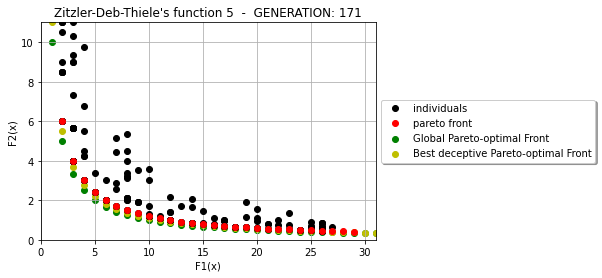 Zitzler-Deb-Thiele's function 5 - GENERATION: 171
10
8
6
4
2
0
F2(x)
0 5 10 15 20 25 30
F1(x)
individuals
pareto front
Global Pareto-optimal Front
Best deceptive Pareto-optimal Front